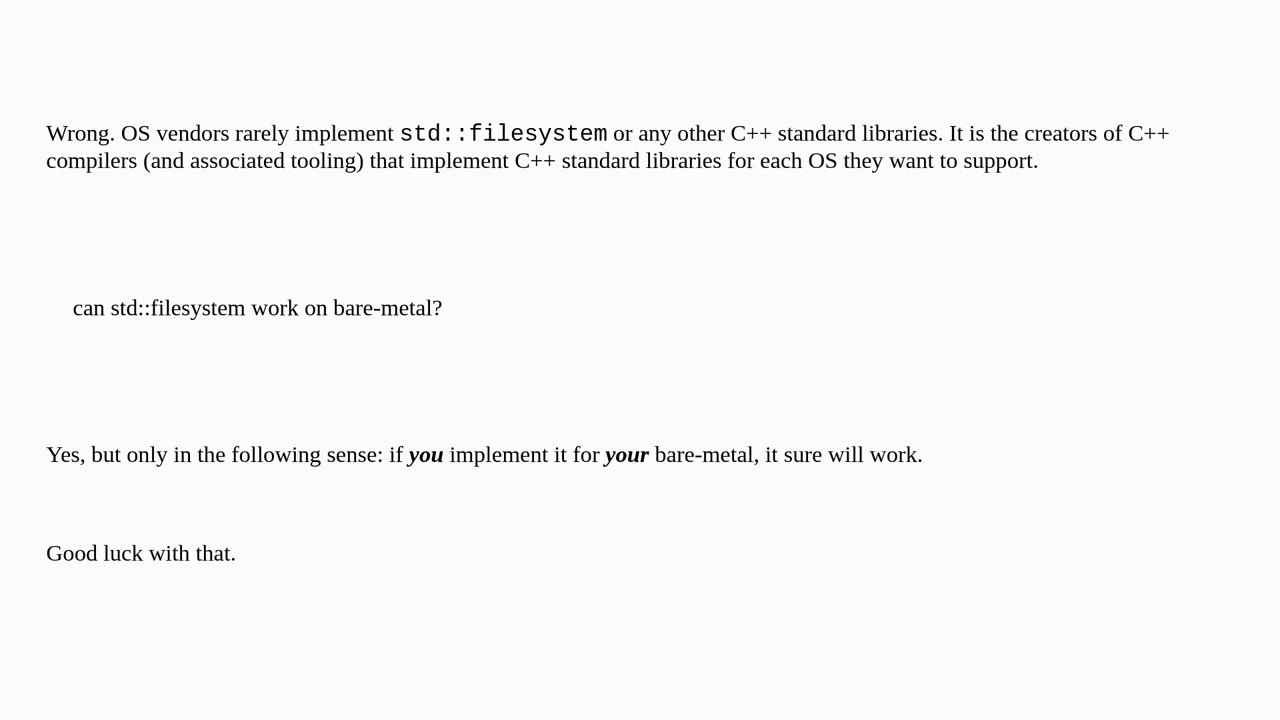 Wrong. OS vendors rarely implement std::filesystem or any other C++ standard libraries. It is the creators of C++
compilers (and associated tooling) that implement C++ standard libraries for each OS they want to support.
can std::filesystem work on bare-metal?
Yes, but only in the following sense: if you implement it for your bare-metal, it sure will work.
Good luck with that.